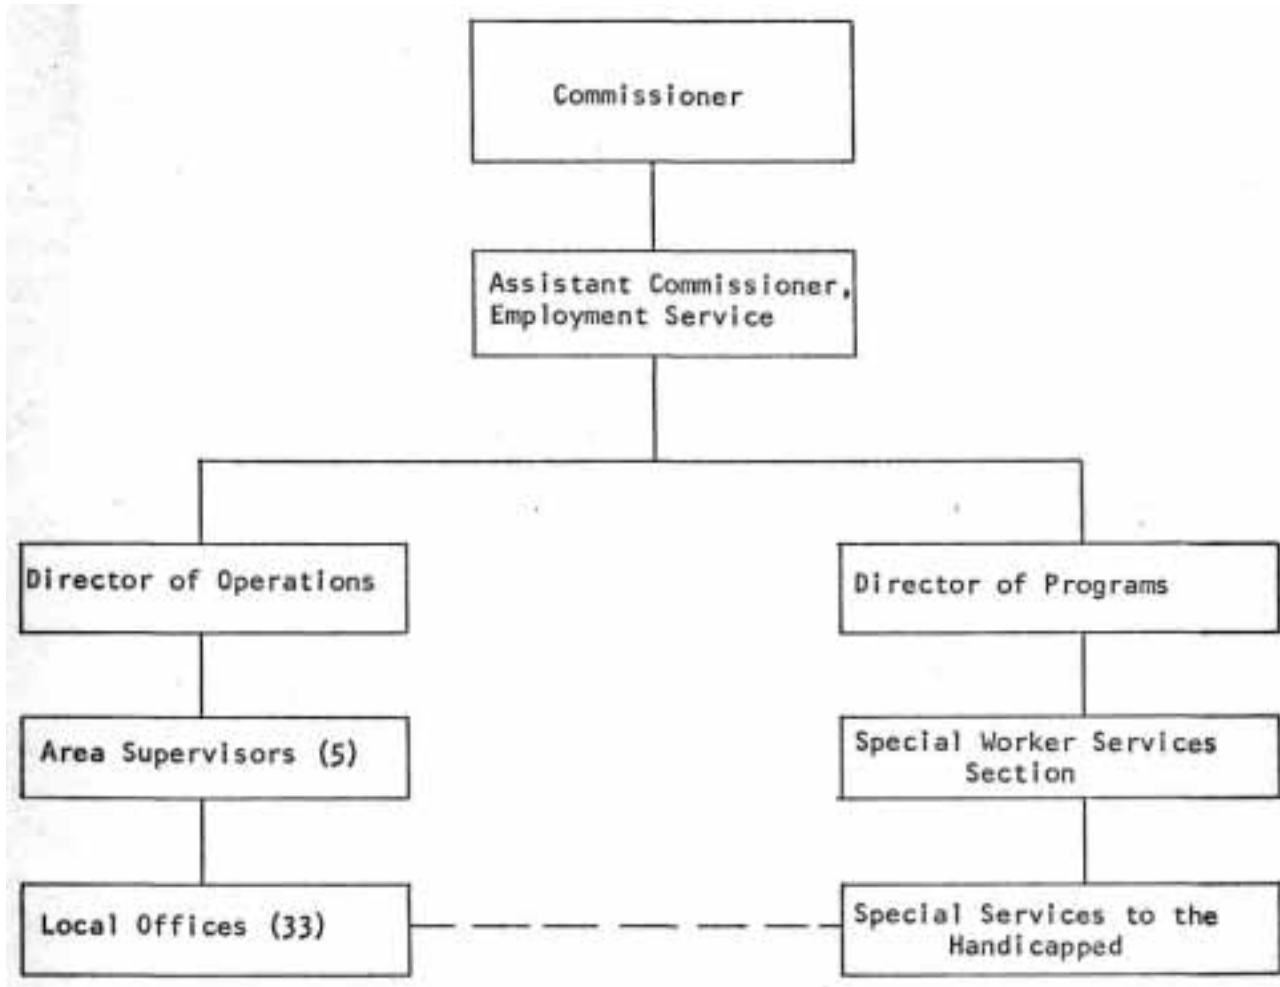 Commissioner
Assistant Commissioner,
Employment Service
Director of Operations
Director of Programs
Area Supervisors (5)
Special Worker Services
Section
Local Offices (33)
Special Services to the
Handicapped